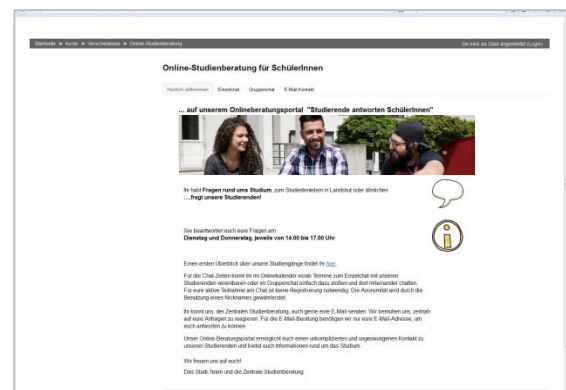 Startseite ► Kurse ► Verschiedenes ► Online-Studienberatung
Sie sind als Gast angemeldet (Login)
Online-Studienberatung für SchülerInnen
Herzlich willkommen Einzelchat Gruppenchat E-Mail-Kontakt
... auf unserem Onlineberatungsportal "Studierende antworten SchülerInnen"
Ihr habt Fragen rund ums Studium, zum Studentenleben in Landshut oder ähnliches
....fragt unsere Studierenden!
Sie beantworten euch eure Fragen am
Dienstag und Donnerstag, jeweils von 14.00 bis 17.00 Uhr.
Einen ersten Überblick über unsere Studiengänge findet ihr hier.
Für die Chat-Zeiten könnt ihr im Onlinekalender vorab Termine zum Einzelchat mit unseren
Studierenden vereinbaren oder im Gruppenchat einfach dazu stoßen und dort miteinander chatten.
Für eure aktive Teilnahme am Chat ist keine Registrierung notwendig. Die Anonymität wird durch die
Benutzung eines Nicknames gewährleistet.
Ihr könnt uns, der Zentralen Studienberatung, auch gerne eine E-Mail senden. Wir bemühen uns, zeitnah
auf eure Anfragen zu reagieren. Für die E-Mail-Beratung benötigen wir nur eure E-Mail-Adresse, um
euch antworten zu können.
Unser Online-Beratungsportal ermöglicht euch einen unkomplizierten und ungezwungenen Kontakt zu
unseren Studierenden und bietet euch Informationen rund um das Studium.
Wir freuen uns auf euch!
Das Studi-Team und die Zentrale Studienberatung